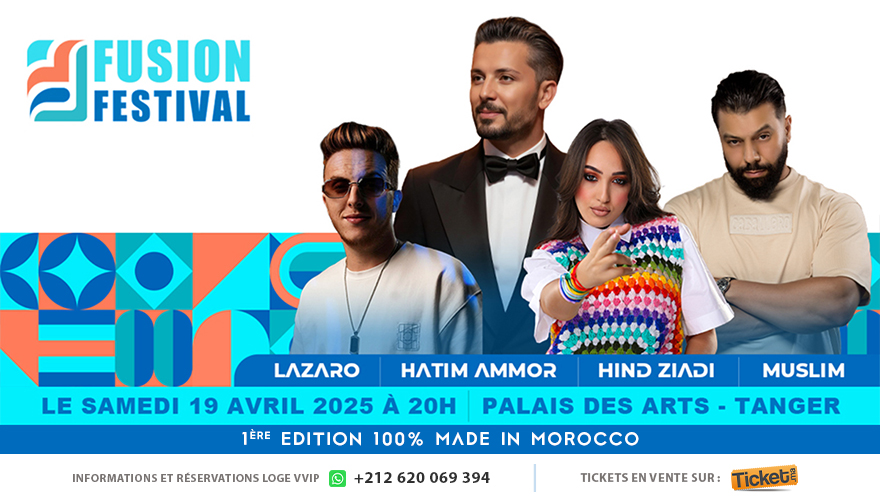 FUSION
FESTIVAL
LAZARO
HATIM AMMOR
HIND ZIADI
MUSLIM
LE SAMEDI 19 AVRIL 2025 À 20H
PALAIS DES ARTS - TANGER
1ÈRE EDITION 100% MADE IN MOROCCO
INFORMATIONS ET RÉSERVATIONS LOGE VVIP +212 620 069 394
TICKETS EN VENTE SUR : Ticket.ma